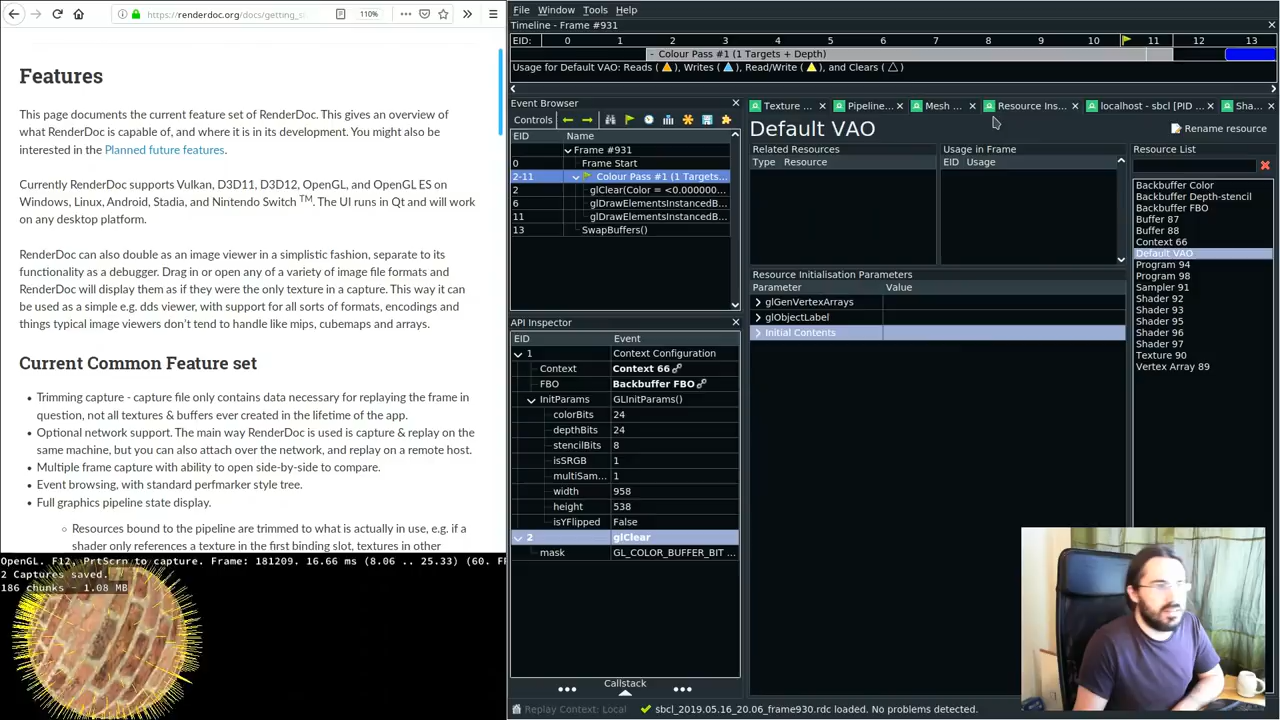 https://renderdoc.org/docs/getting_s
110%
Features
This page documents the current feature set of RenderDoc. This gives an overview of
what RenderDoc is capable of, and where it is in its development. You might also be
interested in the Planned future features.
Currently RenderDoc supports Vulkan, D3D11, D3D12, OpenGL, and OpenGL ES on
Windows, Linux, Android, Stadia, and Nintendo Switch TM. The UI runs in Qt and will work
on any desktop platform.
RenderDoc can also double as an image viewer in a simplistic fashion, separate to its
functionality as a debugger. Drag in or open any of a variety of image file formats and
RenderDoc will display them as if they were the only texture in a capture. This way it can
be used as a simple e.g. dds viewer, with support for all sorts of formats, encodings and
things typical image viewers don't tend to handle like mips, cubemaps and arrays.
Current Common Feature set
Trimming capture - capture file only contains data necessary for replaying the frame in
question, not all textures & buffers ever created in the lifetime of the app.
Optional network support. The main way RenderDoc is used is capture & replay on the
same machine, but you can also attach over the network, and replay on a remote host.
Multiple frame capture with ability to open side-by-side to compare.
Event browsing, with standard perfmarker style tree.
Full graphics pipeline state display.
Resources bound to the pipeline are trimmed to what is actually in use, e.g. if a
shader only references a texture in the first binding slot, textures in other
OpenGL. F12, PrtScrn to capture. Frame: 181209. 16.66 ms (8.06 .. 25.33) (60. FP
2 Captures saved.
186 chunks - 1.08 MB
File Window Tools Help
Timeline - Frame #931
EID: 0 1 2 3 4 5 6 7 8 9 10 11 12 13
- Colour Pass #1 (1 Targets + Depth)
Usage for Default VAO: Reads ( ), Writes ( ), Read/Write ( ), and Clears ( )
Event Browser
Controls
EID Name
Frame #931
0 Frame Start
2-11 Colour Pass #1 (1 Targets...
2 glClear(Color = <0.000000...
6 glDrawElementsInstancedB...
11 glDrawElementsInstancedB...
13 SwapBuffers()
API Inspector
EID Event
1 Context Configuration
Context Context 66
FBO Backbuffer FBO
InitParams GLInitParams()
colorBits 24
depthBits 24
stencilBits 8
isSRGB 1
multiSam... 1
width 958
height 538
isYFlipped False
2 glClear
mask GL_COLOR_BUFFER_BIT ...
Callstack
Texture ... Pipeline... Mesh ... Resource Ins... localhost - sbcl [PID ... Sha...
Default VAO
Rename resource
Related Resources
Type Resource
Usage in Frame
EID Usage
Resource Initialisation Parameters
Parameter Value
glGenVertexArrays
glObjectLabel
Initial Contents
Resource List
Backbuffer Color
Backbuffer Depth-stencil
Backbuffer FBO
Buffer 87
Buffer 88
Context 66
Default VAO
Program 94
Program 98
Sampler 91
Shader 92
Shader 93
Shader 95
Shader 96
Shader 97
Texture 90
Vertex Array 89
Replay Context: Local sbcl_2019.05.16_20.06_frame930.rdc loaded. No problems detected.